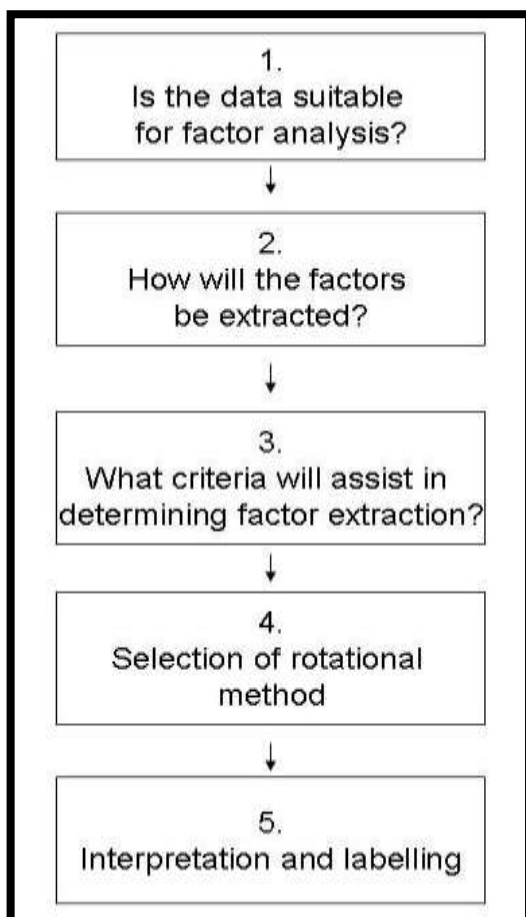 1.
Is the data suitable
for factor analysis?
2.
How will the factors
be extracted?
3.
What criteria will assist in
determining factor extraction?
4.
Selection of rotational
method
5.
Interpretation and labelling